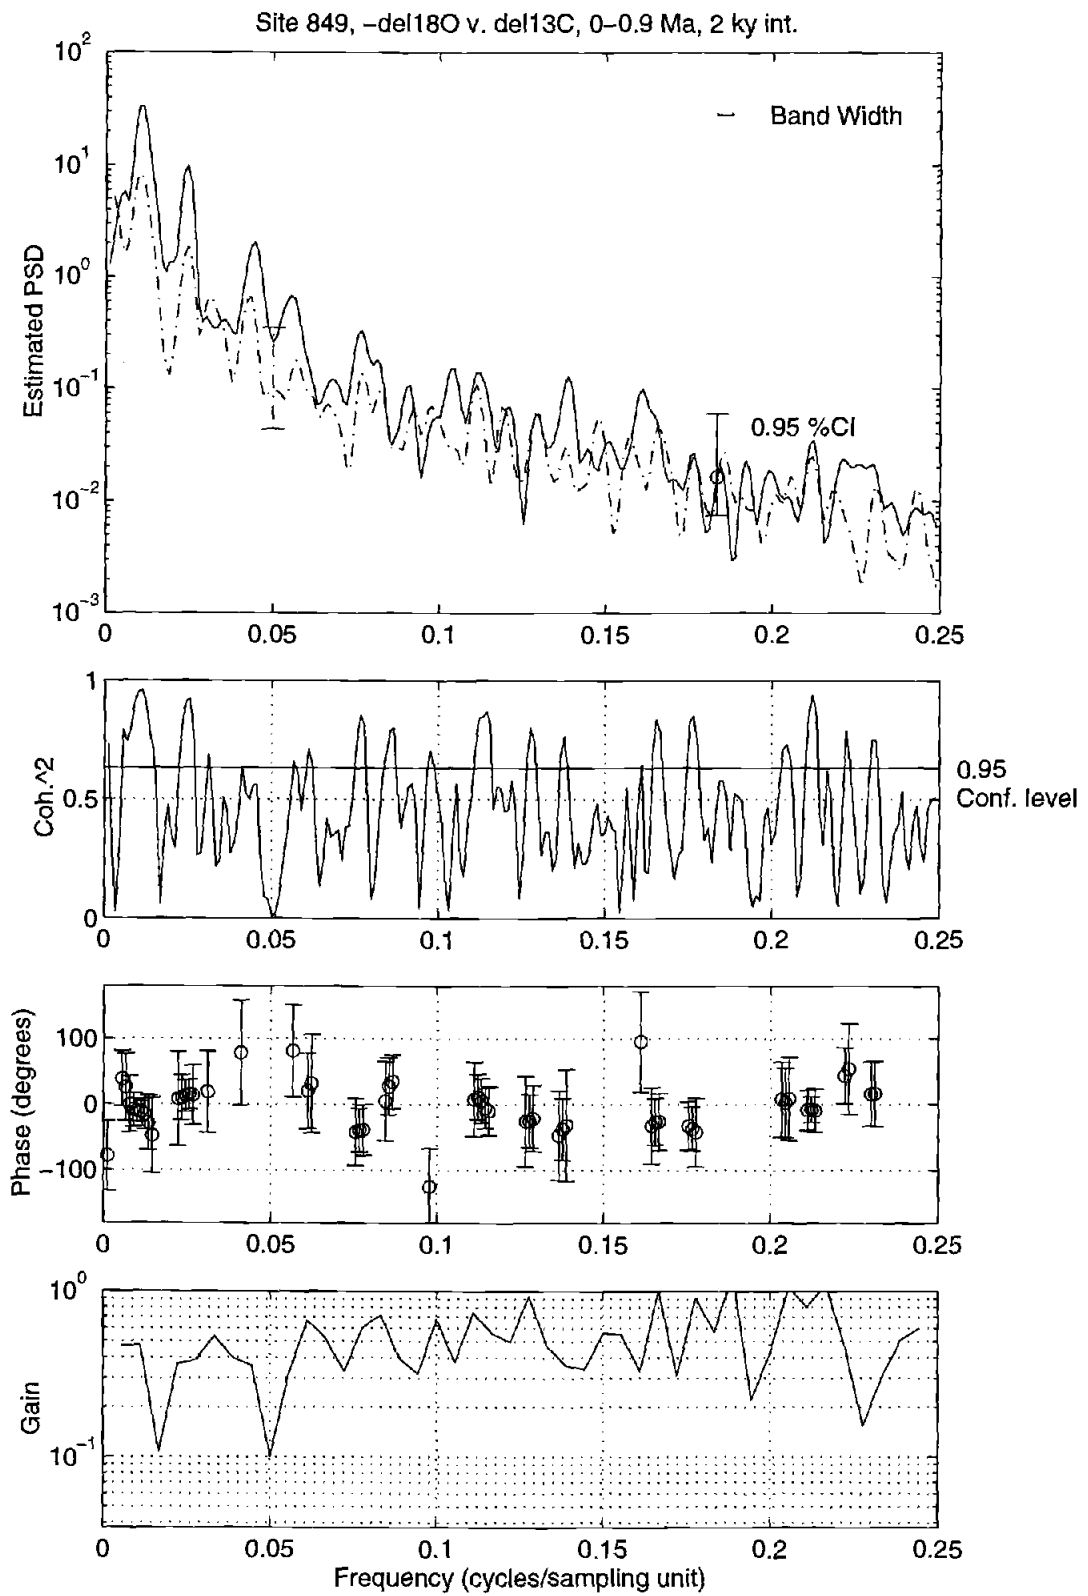 Site 849, -del18O v. del13C, 0-0.9 Ma, 2 ky int.
10^2
10^1
10^0
10^-1
10^-2
10^-3
Estimated PSD
Band Width
0.95 %CI
0 0.05 0.1 0.15 0.2 0.25
1
0.5
0
Coh.^2
0.95
Conf. level
0 0.05 0.1 0.15 0.2 0.25
100
0
-100
Phase (degrees)
0 0.05 0.1 0.15 0.2 0.25
10^0
10^-1
Gain
0 0.05 0.1 0.15 0.2 0.25
Frequency (cycles/sampling unit)